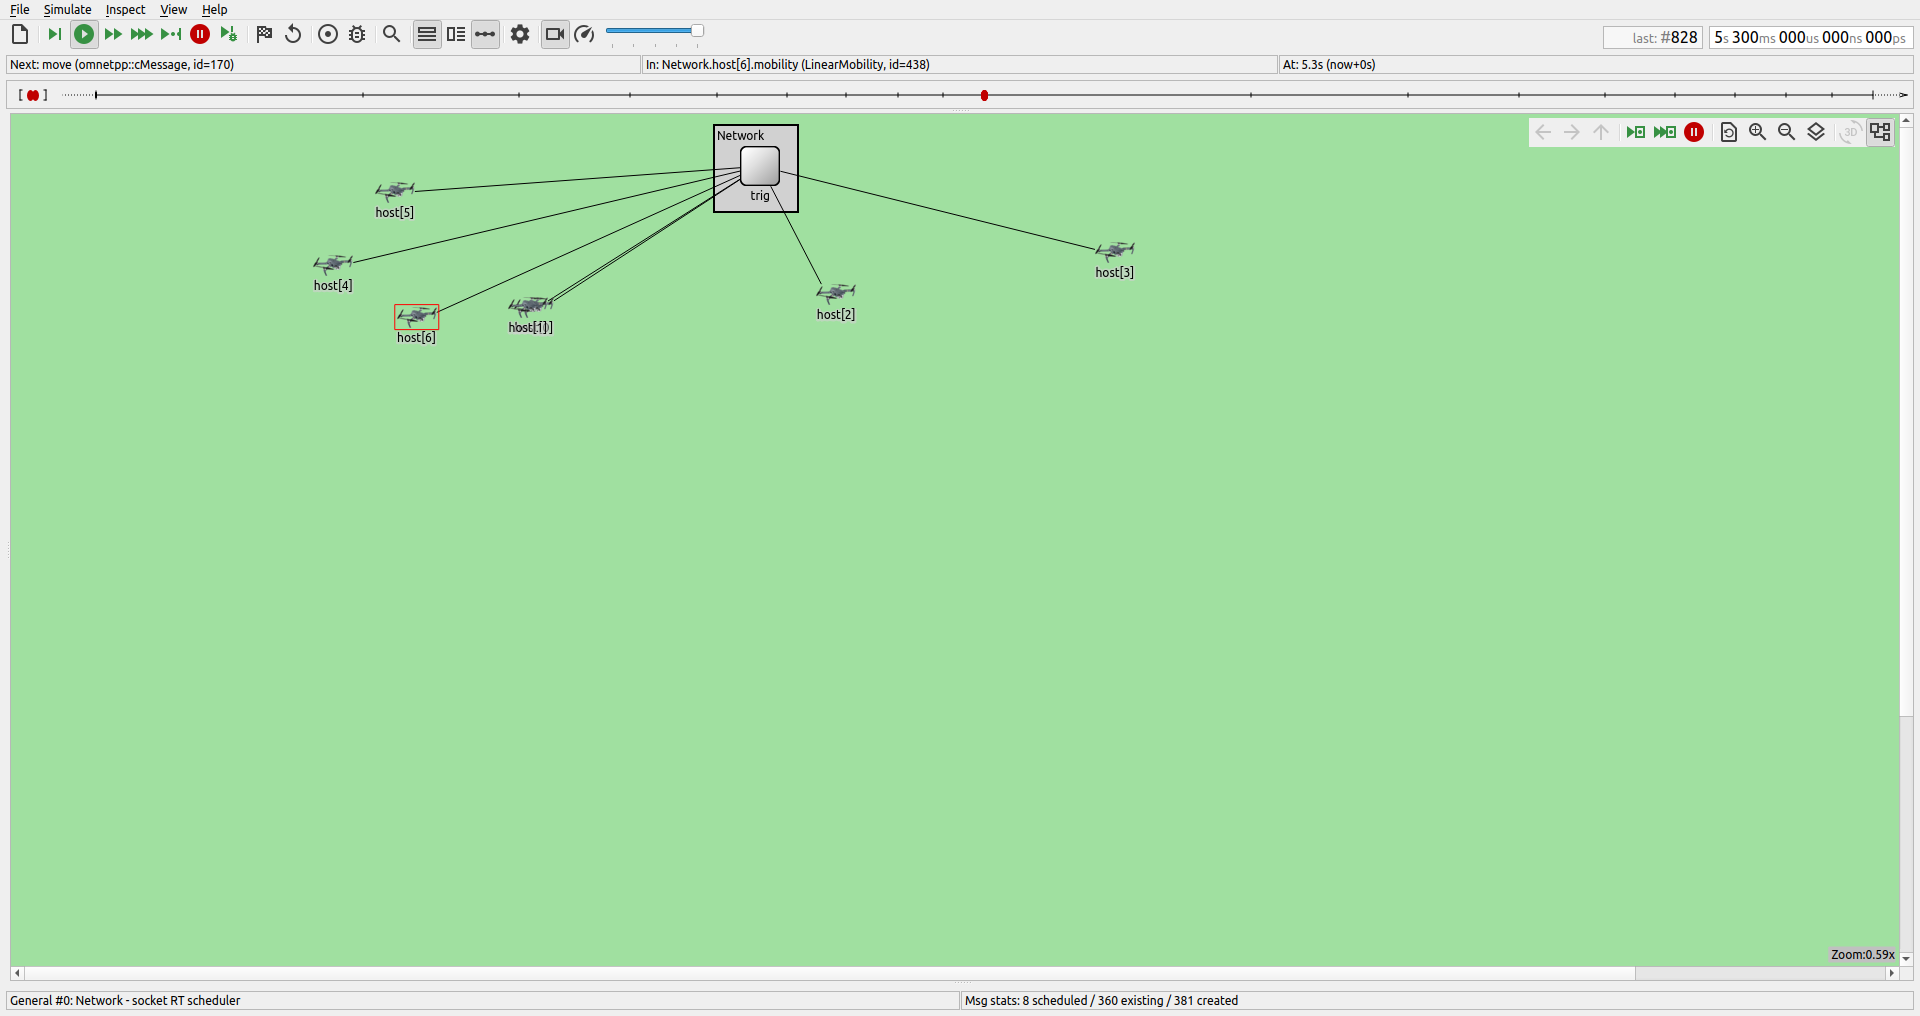 File Simulate Inspect View Help
last: #828 5s 300ms 000us 000ns 000ps
Next: move (omnetpp::cMessage, id=170) In: Network.host[6].mobility (LinearMobility, id=438) At: 5.3s (now+0s)
Network
3D
trig
host[5]
host[3]
host[4]
host[2]
host[6]
General #0: Network - socket RT scheduler Msg stats: 8 scheduled / 360 existing / 381 created
Zoom:0.59x